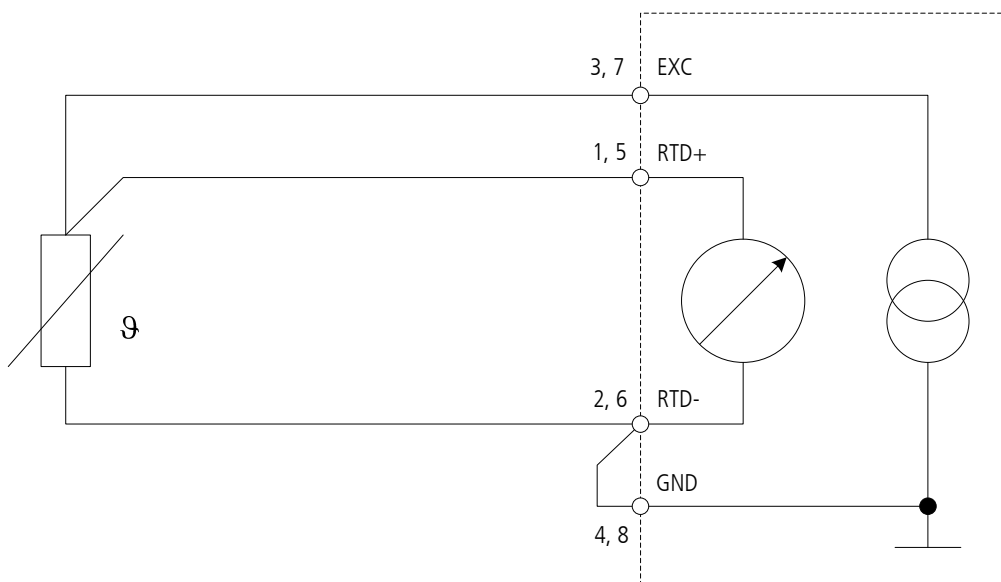 3, 7 EXC
1, 5 RTD+
ϑ
2, 6 RTD-
GND
4, 8